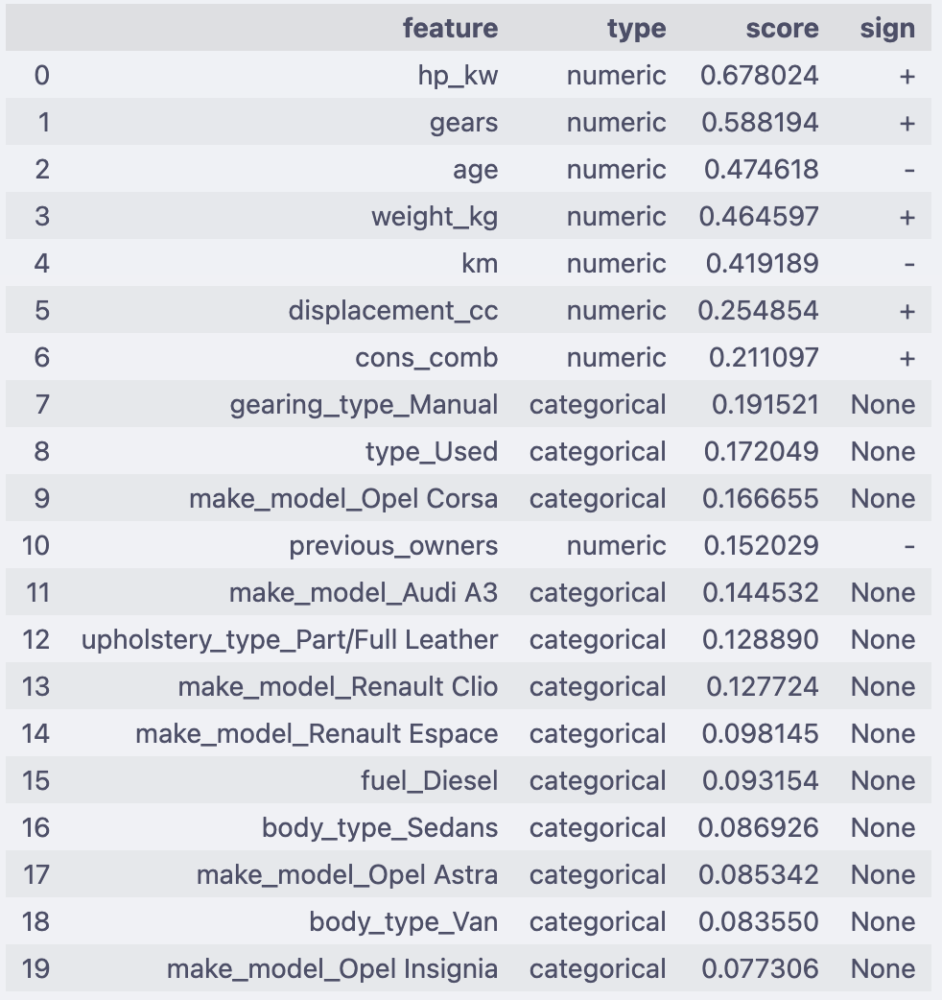 feature type score sign
0 hp_kw numeric 0.678024 +
1 gears numeric 0.588194 +
2 age numeric 0.474618 -
3 weight_kg numeric 0.464597 +
4 km numeric 0.419189 -
5 displacement_cc numeric 0.254854 +
6 cons_comb numeric 0.211097 +
7 gearing_type_Manual categorical 0.191521 None
8 type_Used categorical 0.172049 None
9 make_model_Opel Corsa categorical 0.166655 None
10 previous_owners numeric 0.152029 -
11 make_model_Audi A3 categorical 0.144532 None
12 upholstery_type_Part/Full Leather categorical 0.128890 None
13 make_model_Renault Clio categorical 0.127724 None
14 make_model_Renault Espace categorical 0.098145 None
15 fuel_Diesel categorical 0.093154 None
16 body_type_Sedans categorical 0.086926 None
17 make_model_Opel Astra categorical 0.085342 None
18 body_type_Van categorical 0.083550 None
19 make_model_Opel Insignia categorical 0.077306 None